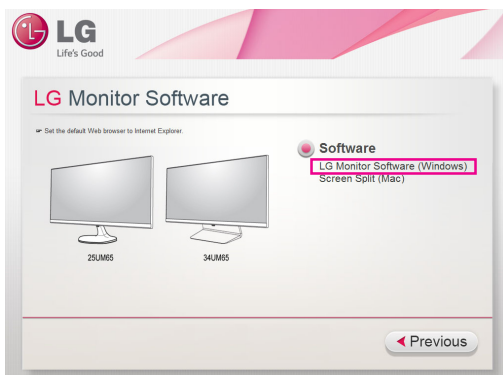 LG
Life's Good
LG Monitor Software
☞ Set the default Web browser to Internet Explorer.
Software
LG Monitor Software (Windows)
Screen Split (Mac)
25UM65
34UM65
Previous